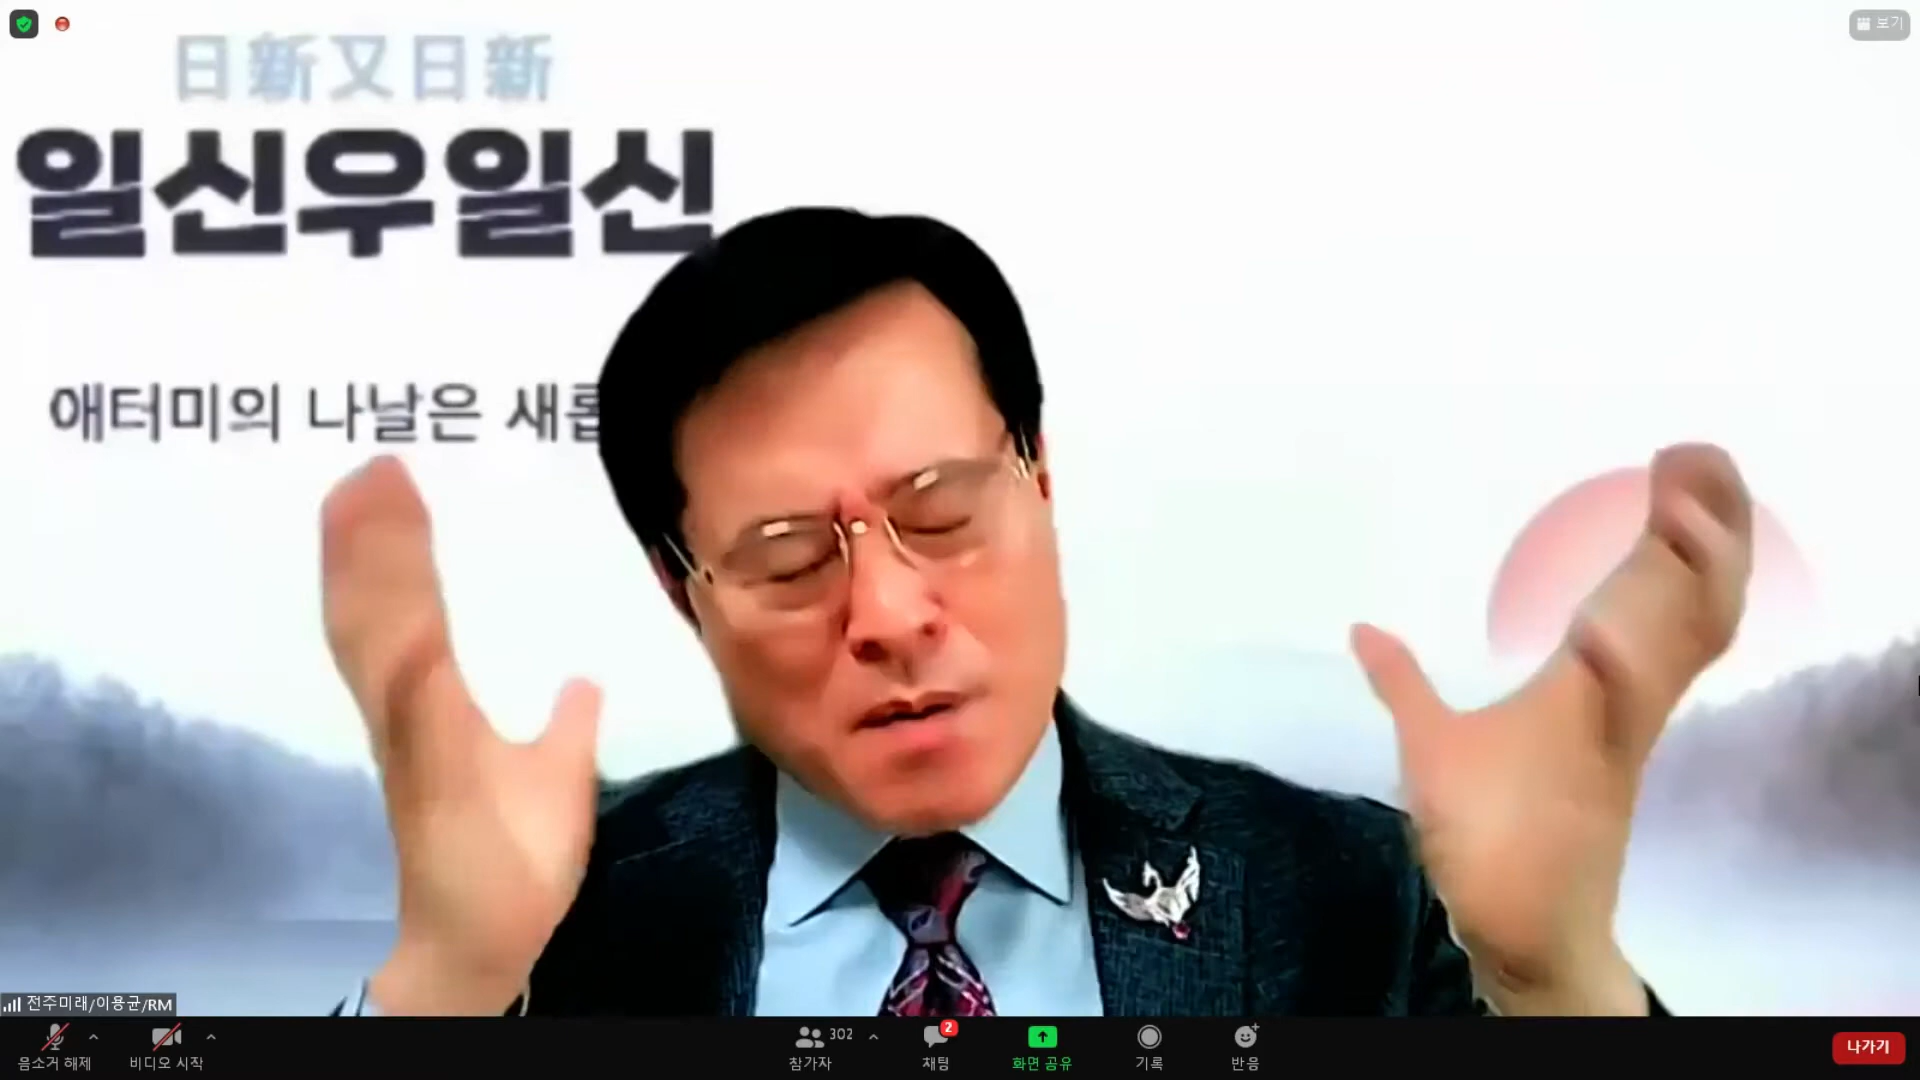 보기
日新又日新
일신우일신
애터미의 나날은 새롭
전주미래/이용균/RM
음소거 해제
비디오 시작
302
참가자
2
채팅
화면 공유
기록
반응
나가기